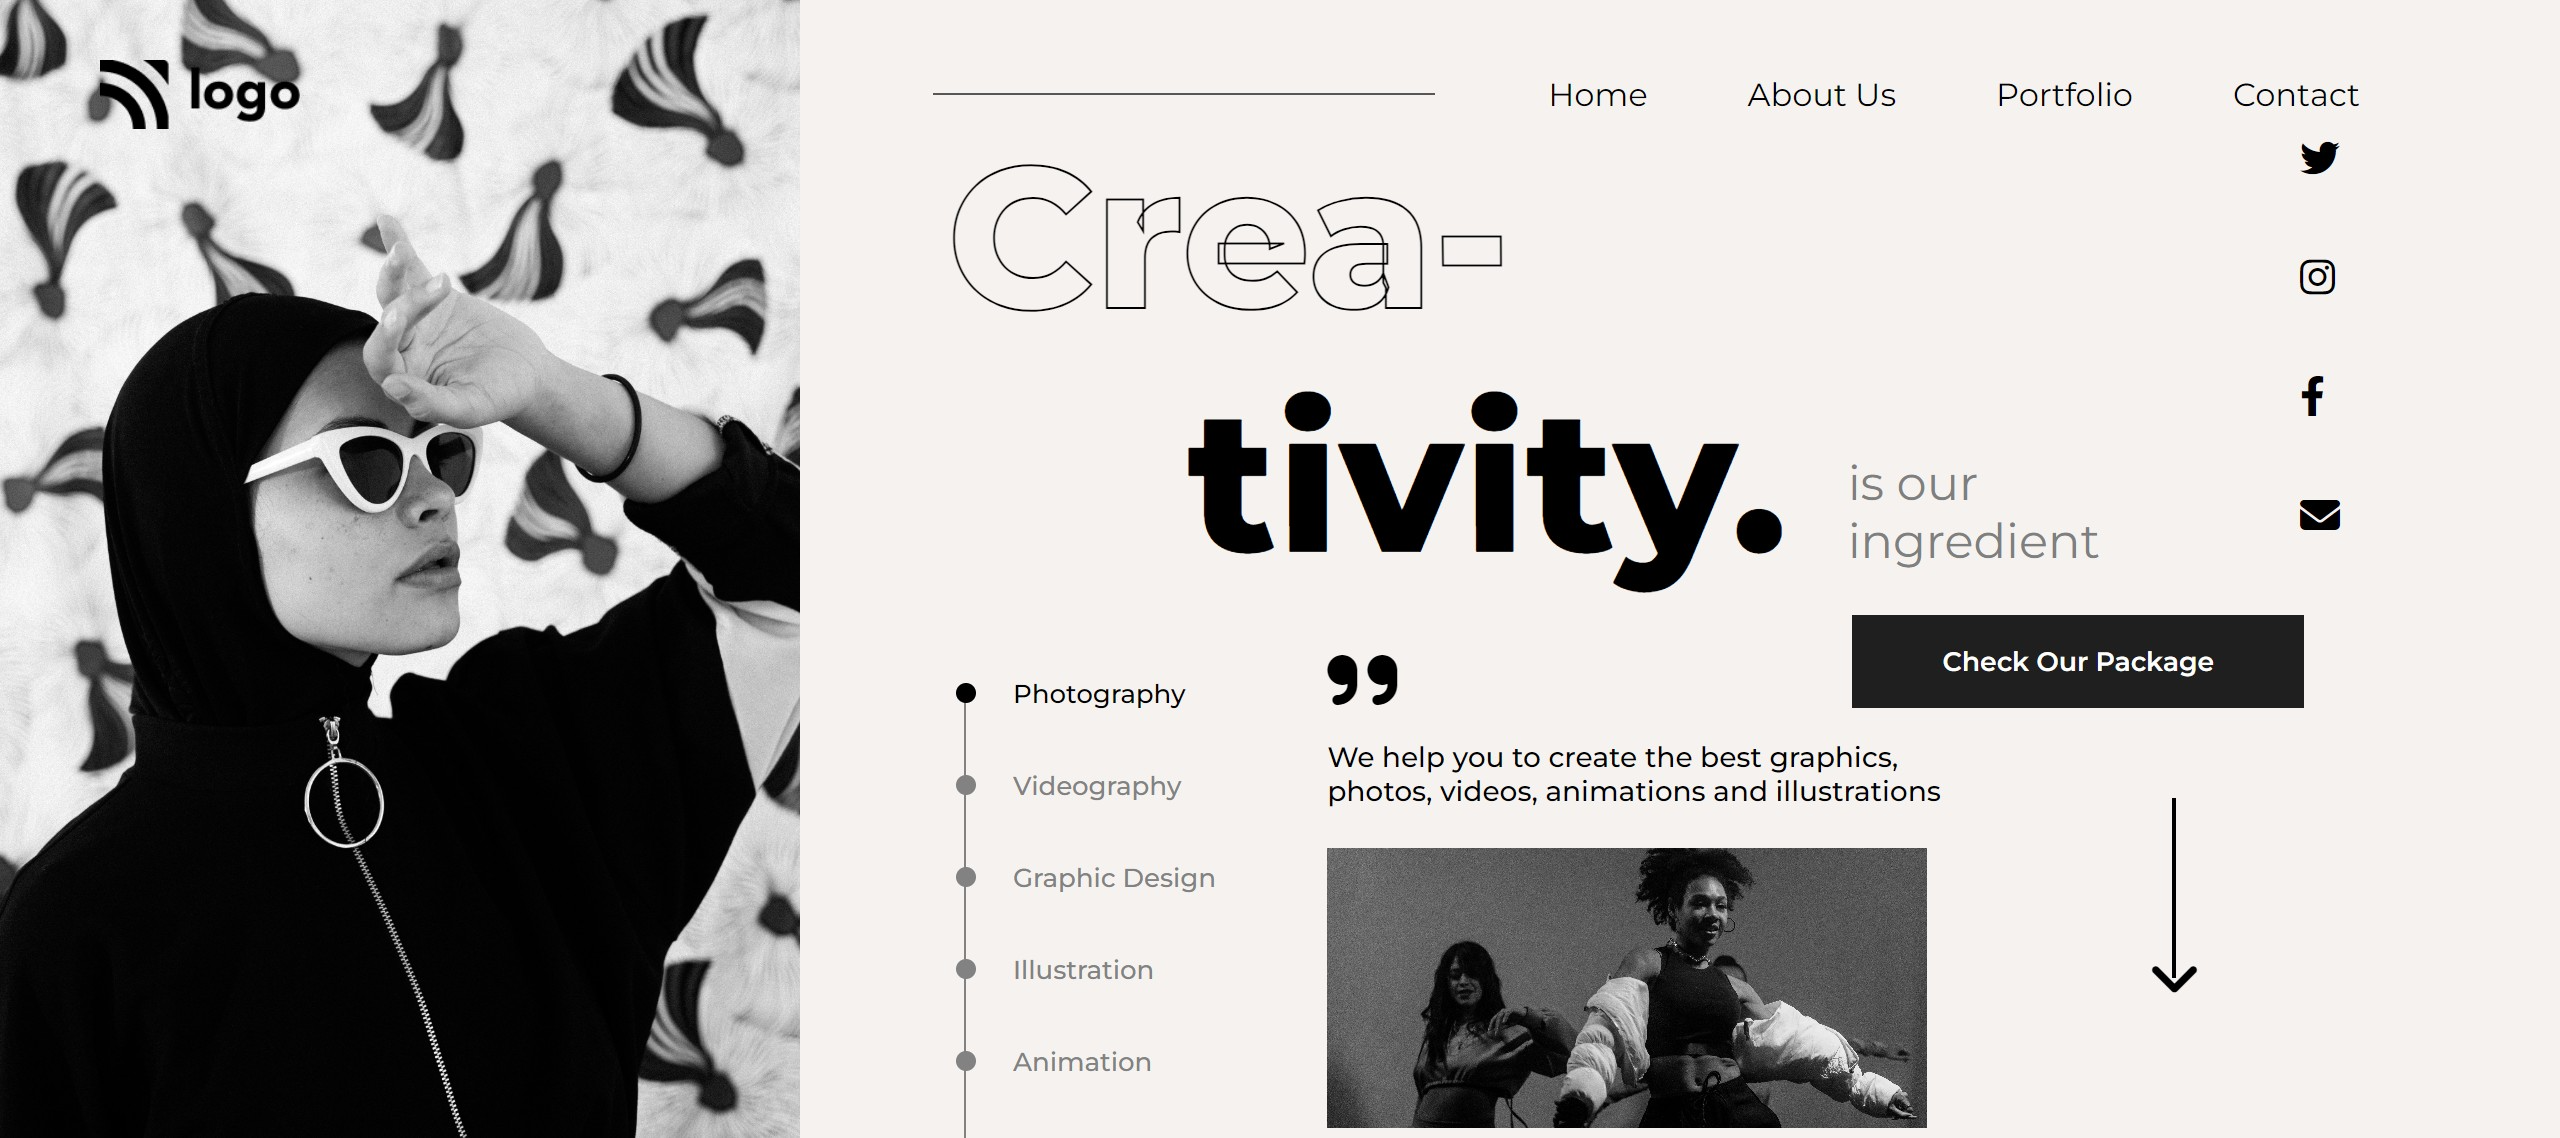 logo
Home
About Us
Portfolio
Contact
Crea-
tivity.
is our
ingredient
Check Our Package
Photography
Videography
Graphic Design
Illustration
Animation
”
We help you to create the best graphics,
photos, videos, animations and illustrations